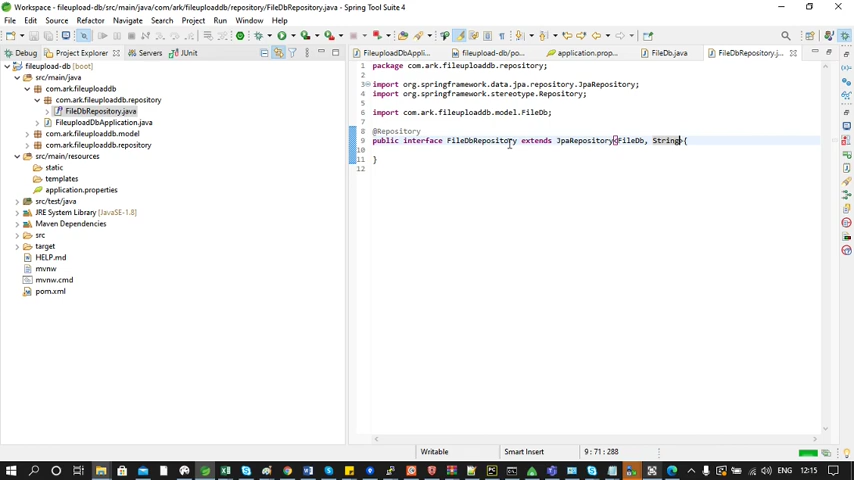 Workspace - fileupload-db/src/main/java/com/ark/fileuploaddb/repository/FileDbRepository.java - Spring Tool Suite 4
File Edit Source Refactor Navigate Search Project Run Window Help
Debug Project Explorer Servers JUnit
FileuploadDbAppli... fileupload-db/po... application.prop... FileDb.java FileDbRepository.j...
fileupload-db [boot]
src/main/java
com.ark.fileuploaddb
com.ark.fileuploaddb.repository
FileDbRepository.java
FileuploadDbApplication.java
com.ark.fileuploaddb.model
com.ark.fileuploaddb.repository
src/main/resources
static
templates
application.properties
src/test/java
JRE System Library [JavaSE-1.8]
Maven Dependencies
src
target
HELP.md
mvnw
mvnw.cmd
pom.xml
1 package com.ark.fileuploaddb.repository;
2
3 import org.springframework.data.jpa.repository.JpaRepository;
4 import org.springframework.stereotype.Repository;
5
6 import com.ark.fileuploaddb.model.FileDb;
7
8 @Repository
9 public interface FileDbRepository extends JpaRepository<FileDb, String>{
10
11 }
12
Writable Smart Insert 9 : 71 : 288
ENG 12:15